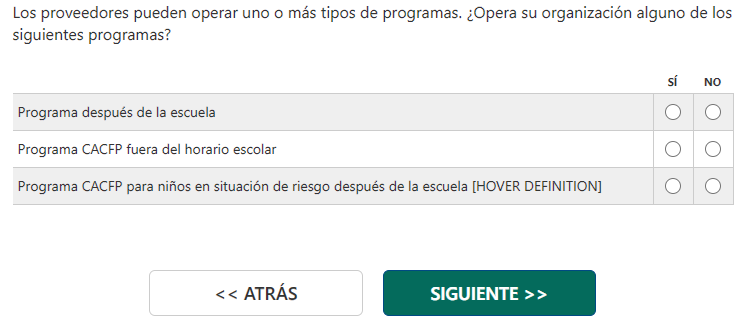 Los proveedores pueden operar uno o más tipos de programas. ¿Opera su organización alguno de los
siguientes programas?
SÍ NO
Programa después de la escuela
Programa CACFP fuera del horario escolar
Programa CACFP para niños en situación de riesgo después de la escuela [HOVER DEFINITION]
<< ATRÁS SIGUIENTE >>